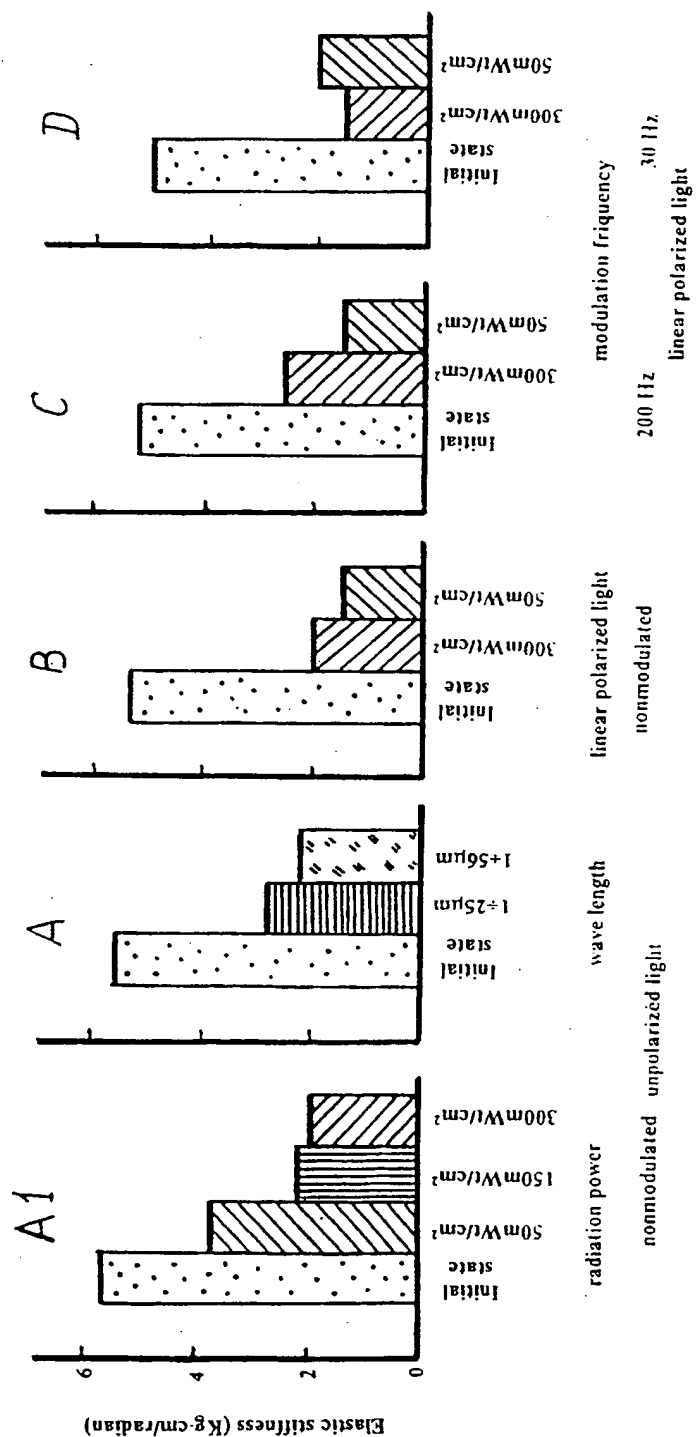 Elastic stiffness (Kg·cm/radian)
6
4
2
0
A1
Initial
state
50mWt/cm²
150mWt/cm²
300mWt/cm²
radiation power
nonmodulated unpolarized light
A
Initial
state
1÷25μm
1÷56μm
wave length
B
Initial
state
300mWt/cm²
50mWt/cm²
linear polarized light
nonmodulated
C
Initial
state
300mWt/cm²
50mWt/cm²
D
Initial
state
300mWt/cm²
50mWt/cm²
modulation friquency
200 Hz 30 Hz
linear polarized light